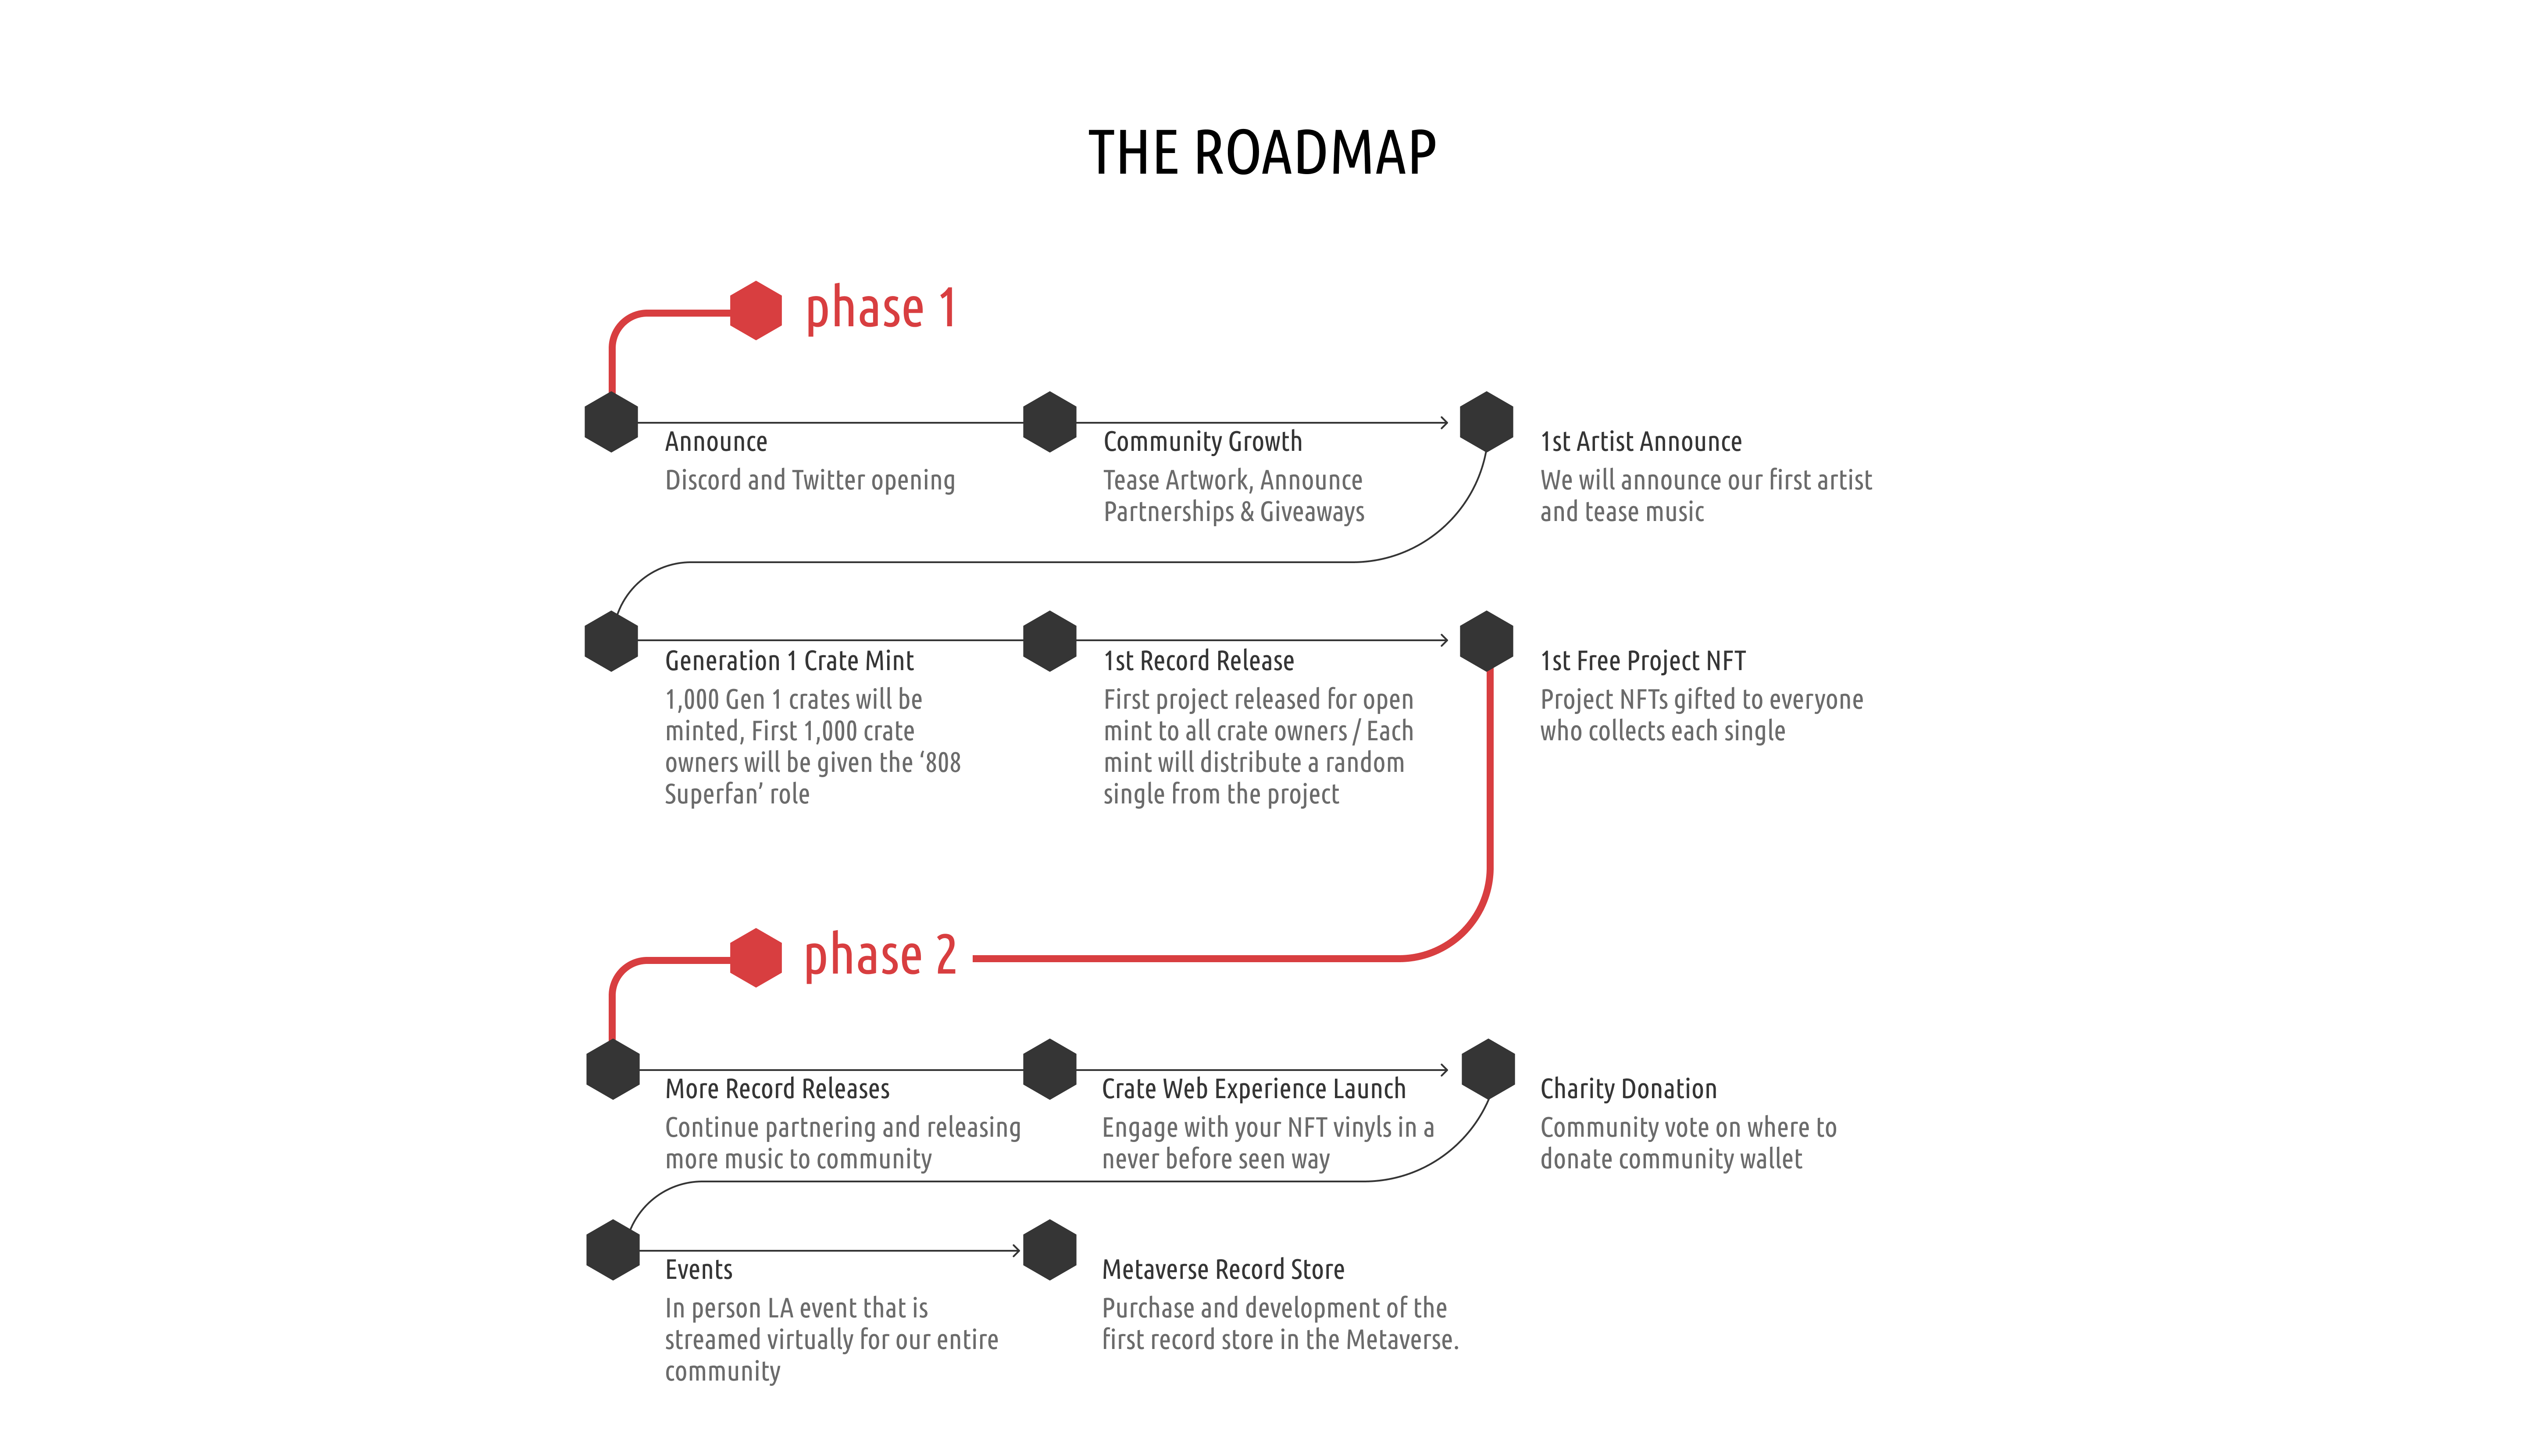 THE ROADMAP
phase 1
Announce
Discord and Twitter opening
Community Growth
Tease Artwork, Announce
Partnerships & Giveaways
1st Artist Announce
We will announce our first artist
and tease music
Generation 1 Crate Mint
1,000 Gen 1 crates will be
minted, First 1,000 crate
owners will be given the ‘808
Superfan’ role
1st Record Release
First project released for open
mint to all crate owners / Each
mint will distribute a random
single from the project
1st Free Project NFT
Project NFTs gifted to everyone
who collects each single
phase 2
More Record Releases
Continue partnering and releasing
more music to community
Crate Web Experience Launch
Engage with your NFT vinyls in a
never before seen way
Charity Donation
Community vote on where to
donate community wallet
Events
In person LA event that is
streamed virtually for our entire
community
Metaverse Record Store
Purchase and development of the
first record store in the Metaverse.